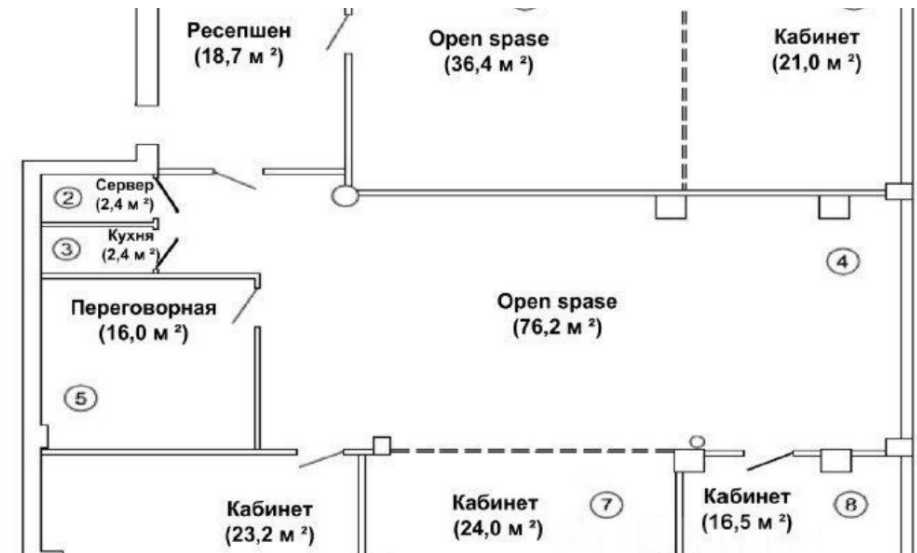 Ресепшен
(18,7 м ²)
Open spase
(36,4 м ²)
Кабинет
(21,0 м ²)
2
Сервер
(2,4 м ²)
3
Кухня
(2,4 м ²)
4
Переговорная
(16,0 м ²)
Open spase
(76,2 м ²)
5
Кабинет
(23,2 м ²)
Кабинет
(24,0 м ²)
7
Кабинет
(16,5 м ²)
8